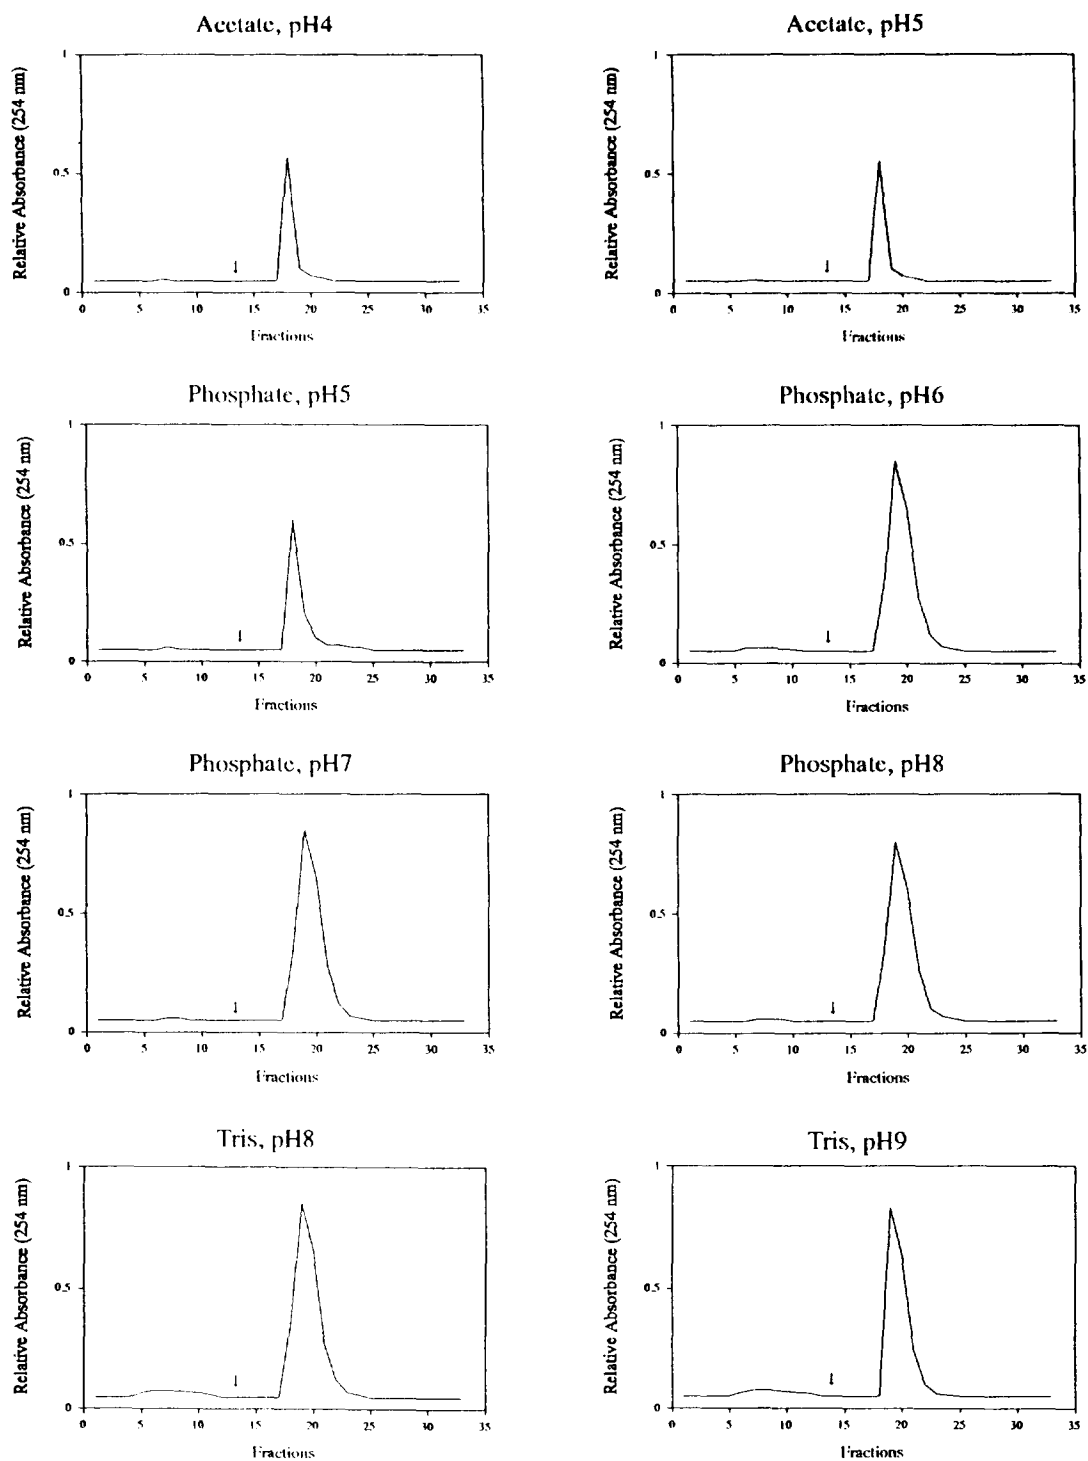 Acetate, pH4
Relative Absorbance (254 nm)
1
0.5
0
0 5 10 15 20 25 30 35
Fractions
Acetate, pH5
Relative Absorbance (254 nm)
1
0.5
0
0 5 10 15 20 25 30 35
Fractions
Phosphate, pH5
Relative Absorbance (254 nm)
1
0.5
0
0 5 10 15 20 25 30 35
Fractions
Phosphate, pH6
Relative Absorbance (254 nm)
1
0.5
0
0 5 10 15 20 25 30 35
Fractions
Phosphate, pH7
Relative Absorbance (254 nm)
1
0.5
0
0 5 10 15 20 25 30 35
Fractions
Phosphate, pH8
Relative Absorbance (254 nm)
1
0.5
0
0 5 10 15 20 25 30 35
Fractions
Tris, pH8
Relative Absorbance (254 nm)
1
0.5
0
0 5 10 15 20 25 30 35
Fractions
Tris, pH9
Relative Absorbance (254 nm)
1
0.5
0
0 5 10 15 20 25 30 35
Fractions